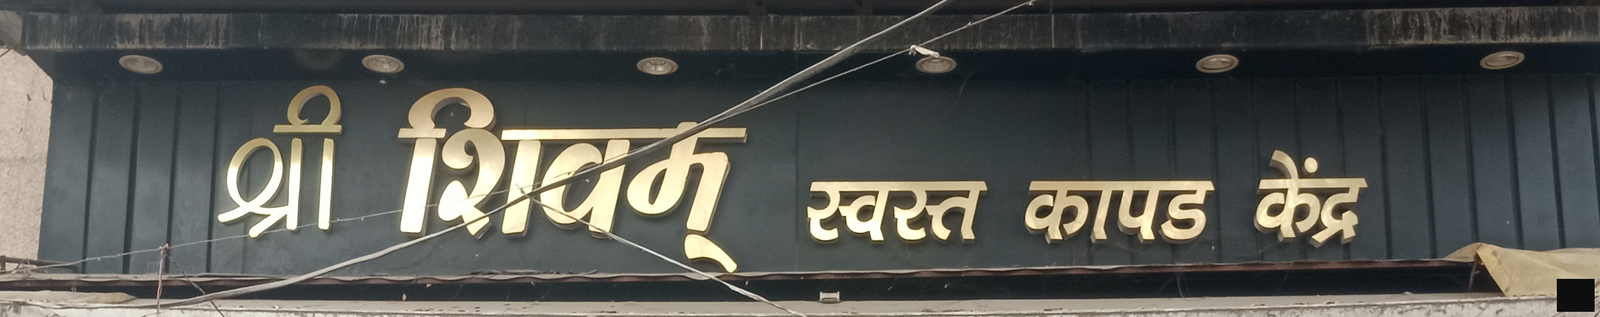 श्री शिवम् स्वस्त कापड केंद्र